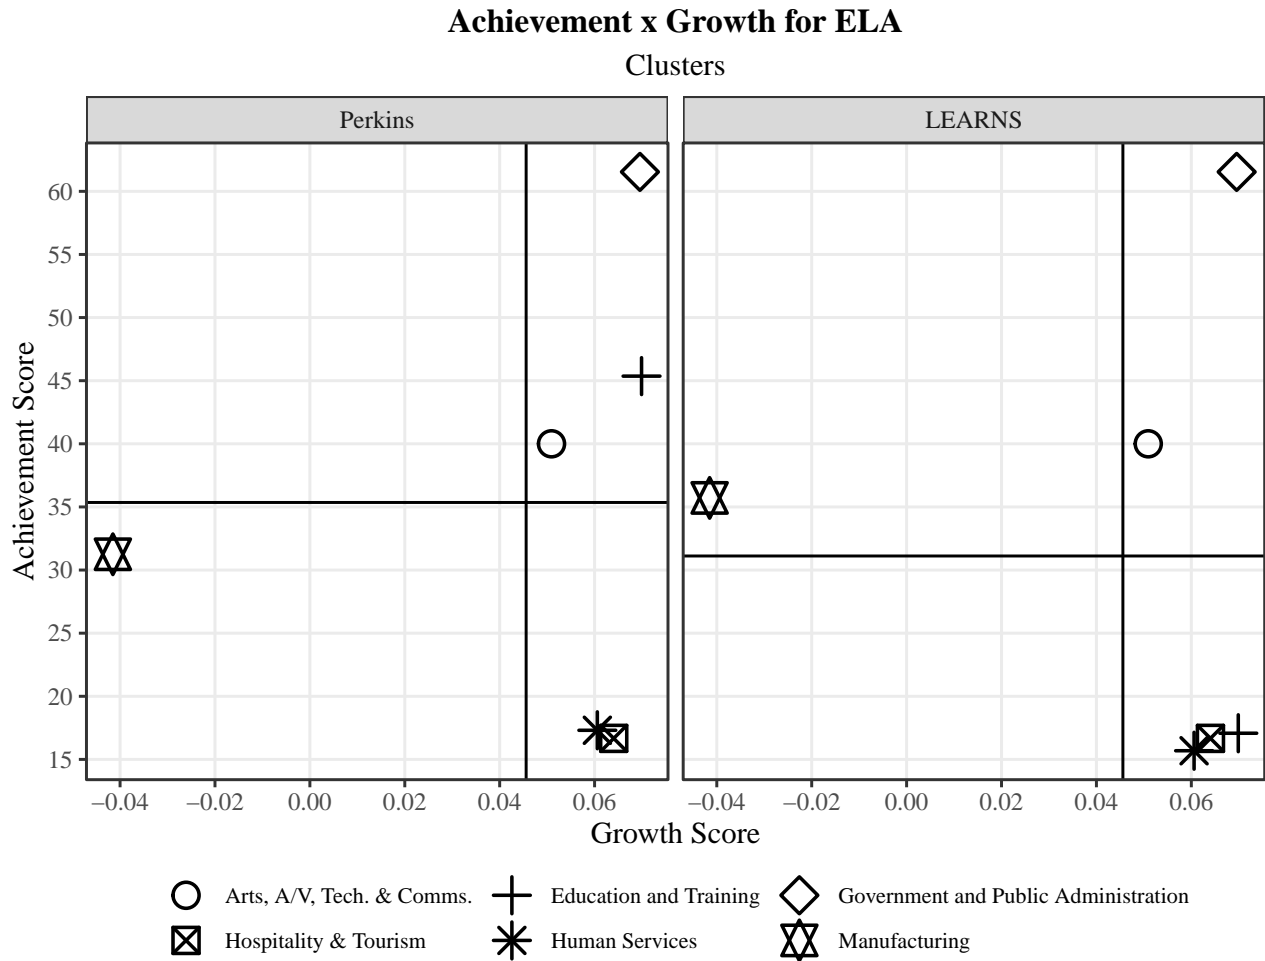 Achievement x Growth for ELA
Clusters
Perkins
LEARNS
Achievement Score
60
55
50
45
40
35
30
25
20
15
−0.04 −0.02 0.00 0.02 0.04 0.06
−0.04 −0.02 0.00 0.02 0.04 0.06
Growth Score
Arts, A/V, Tech. & Comms. Education and Training Government and Public Administration
Hospitality & Tourism Human Services Manufacturing